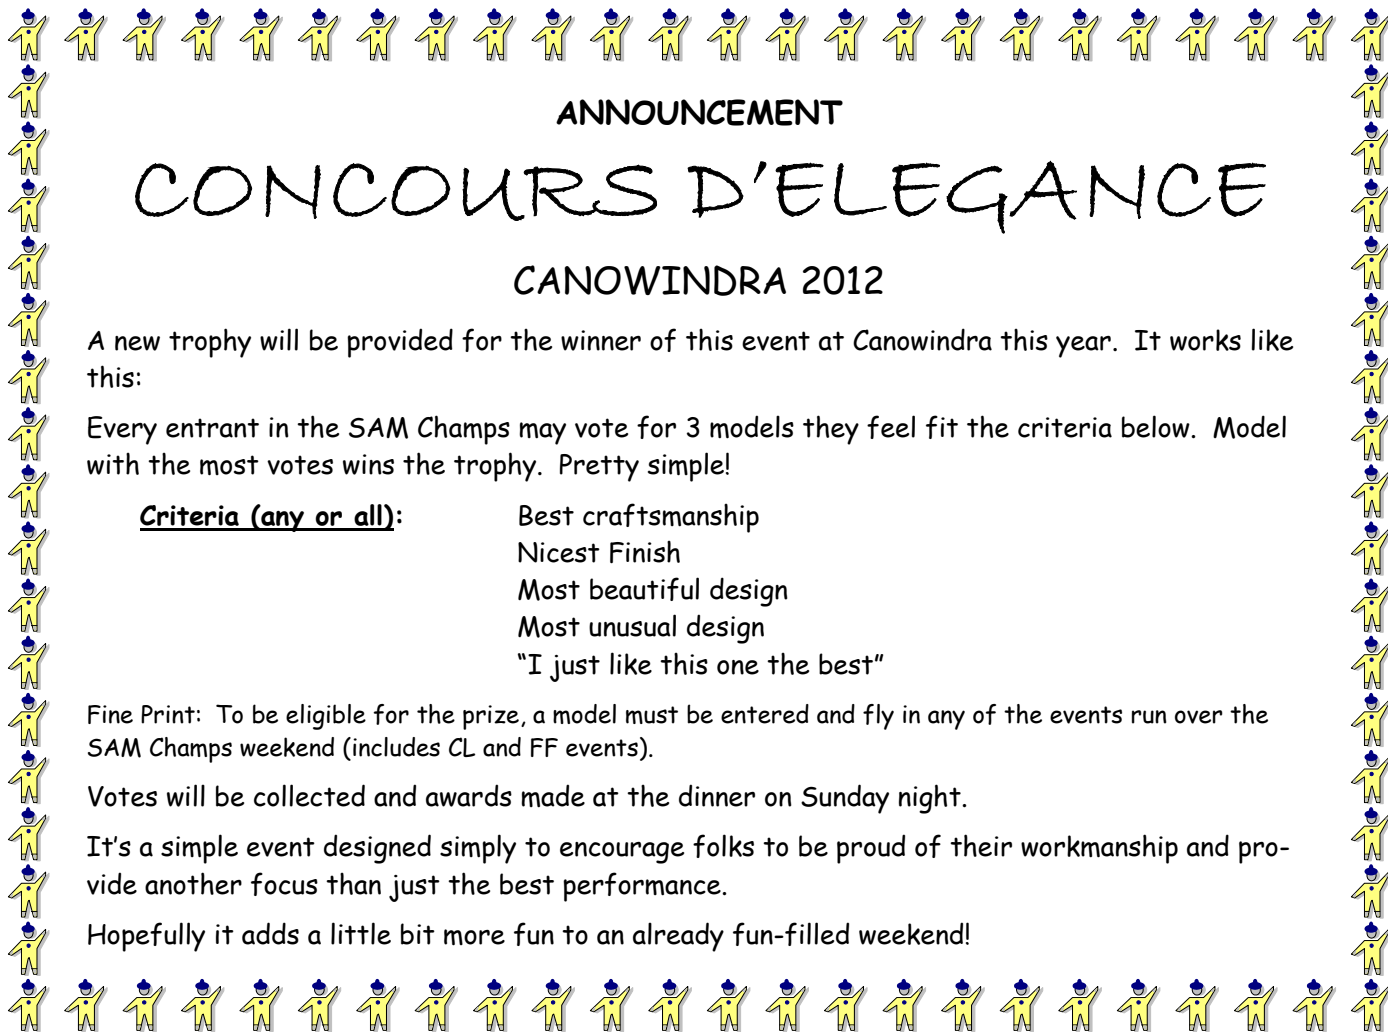 ANNOUNCEMENT
CONCOURS D’ELEGANCE
CANOWINDRA 2012
A new trophy will be provided for the winner of this event at Canowindra this year.  It works like
this:
Every entrant in the SAM Champs may vote for 3 models they feel fit the criteria below.  Model
with the most votes wins the trophy.  Pretty simple!
Criteria (any or all): Best craftsmanship
Nicest Finish
Most beautiful design
Most unusual design
“I just like this one the best”
Fine Print:  To be eligible for the prize, a model must be entered and fly in any of the events run over the
SAM Champs weekend (includes CL and FF events).
Votes will be collected and awards made at the dinner on Sunday night.
It’s a simple event designed simply to encourage folks to be proud of their workmanship and pro-
vide another focus than just the best performance.
Hopefully it adds a little bit more fun to an already fun-filled weekend!